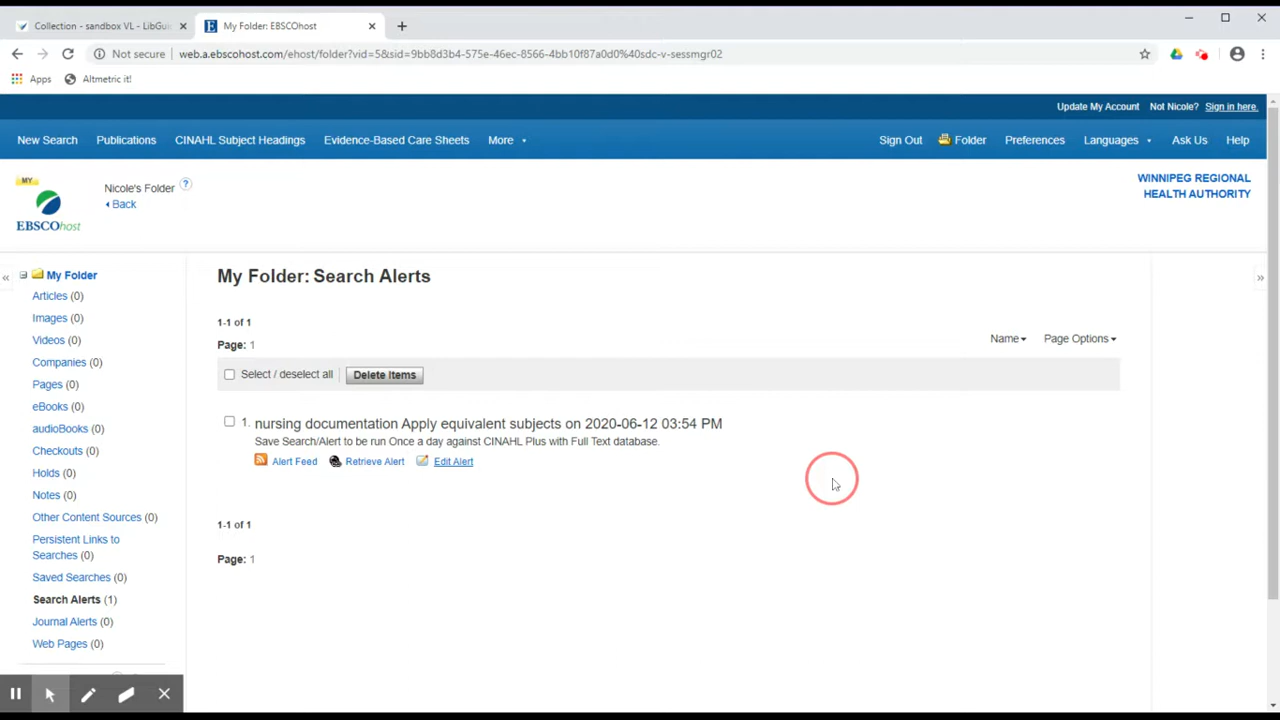 Collection - sandbox VL - LibGui
My Folder: EBSCOhost
Not secure web.a.ebscohost.com/ehost/folder?vid=5&sid=9bb8d3b4-575e-46ec-8566-4bb10f87a0d0%40sdc-v-sessmgr02
Apps Altmetric it!
Update My Account Not Nicole? Sign in here.
New Search Publications CINAHL Subject Headings Evidence-Based Care Sheets More Sign Out Folder Preferences Languages Ask Us Help
MY
EBSCOhost
Nicole's Folder ?
Back
WINNIPEG REGIONAL
HEALTH AUTHORITY
« My Folder
Articles (0)
Images (0)
Videos (0)
Companies (0)
Pages (0)
eBooks (0)
audioBooks (0)
Checkouts (0)
Holds (0)
Notes (0)
Other Content Sources (0)
Persistent Links to
Searches (0)
Saved Searches (0)
Search Alerts (1)
Journal Alerts (0)
Web Pages (0)
My Folder: Search Alerts
»
1-1 of 1
Page: 1
Name Page Options
Select / deselect all Delete Items
1. nursing documentation Apply equivalent subjects on 2020-06-12 03:54 PM
Save Search/Alert to be run Once a day against CINAHL Plus with Full Text database.
Alert Feed Retrieve Alert Edit Alert
1-1 of 1
Page: 1